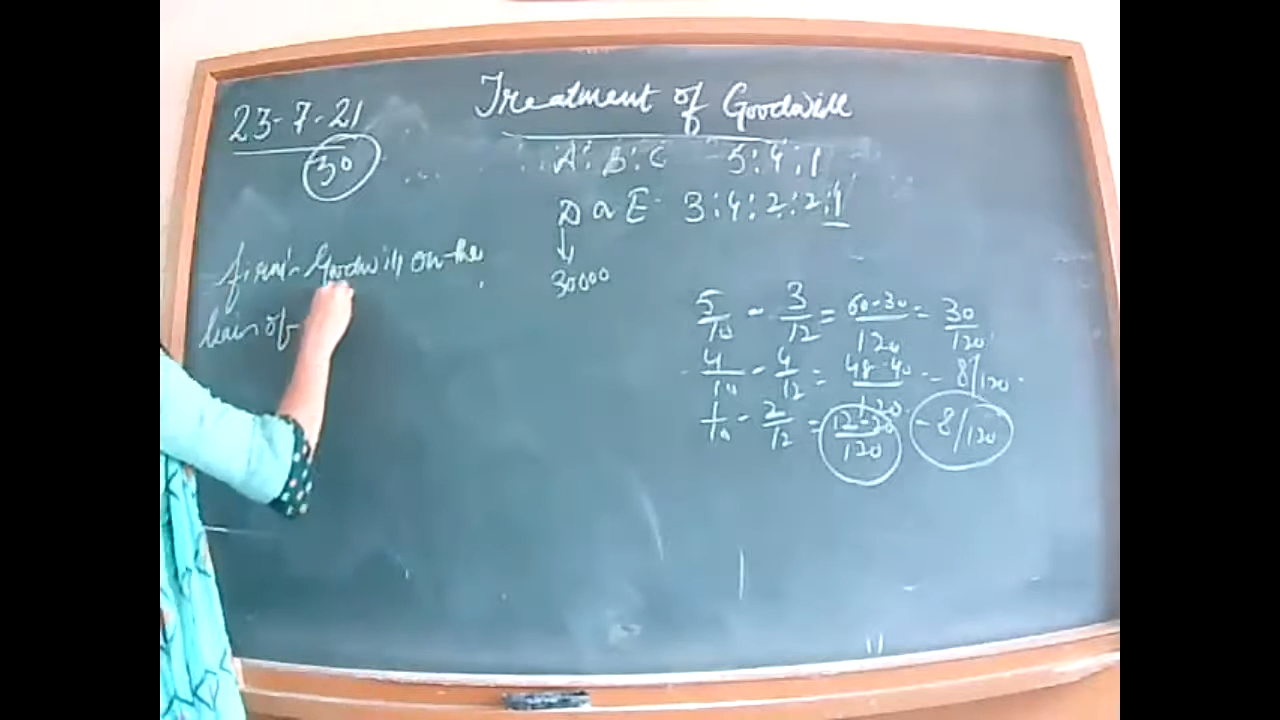 23-7-21
Treatment of Goodwill
30
A:B:C 5:4:1
D & E 3:4:2:2:1
30000
firm's Goodwill on the
of
5/10 - 3/12 = 60-30/120 = 30/120
4/10 - 4/12 = 48-40/120 - 8/120
1/10 - 2/12 = 12-20/120 - 8/120